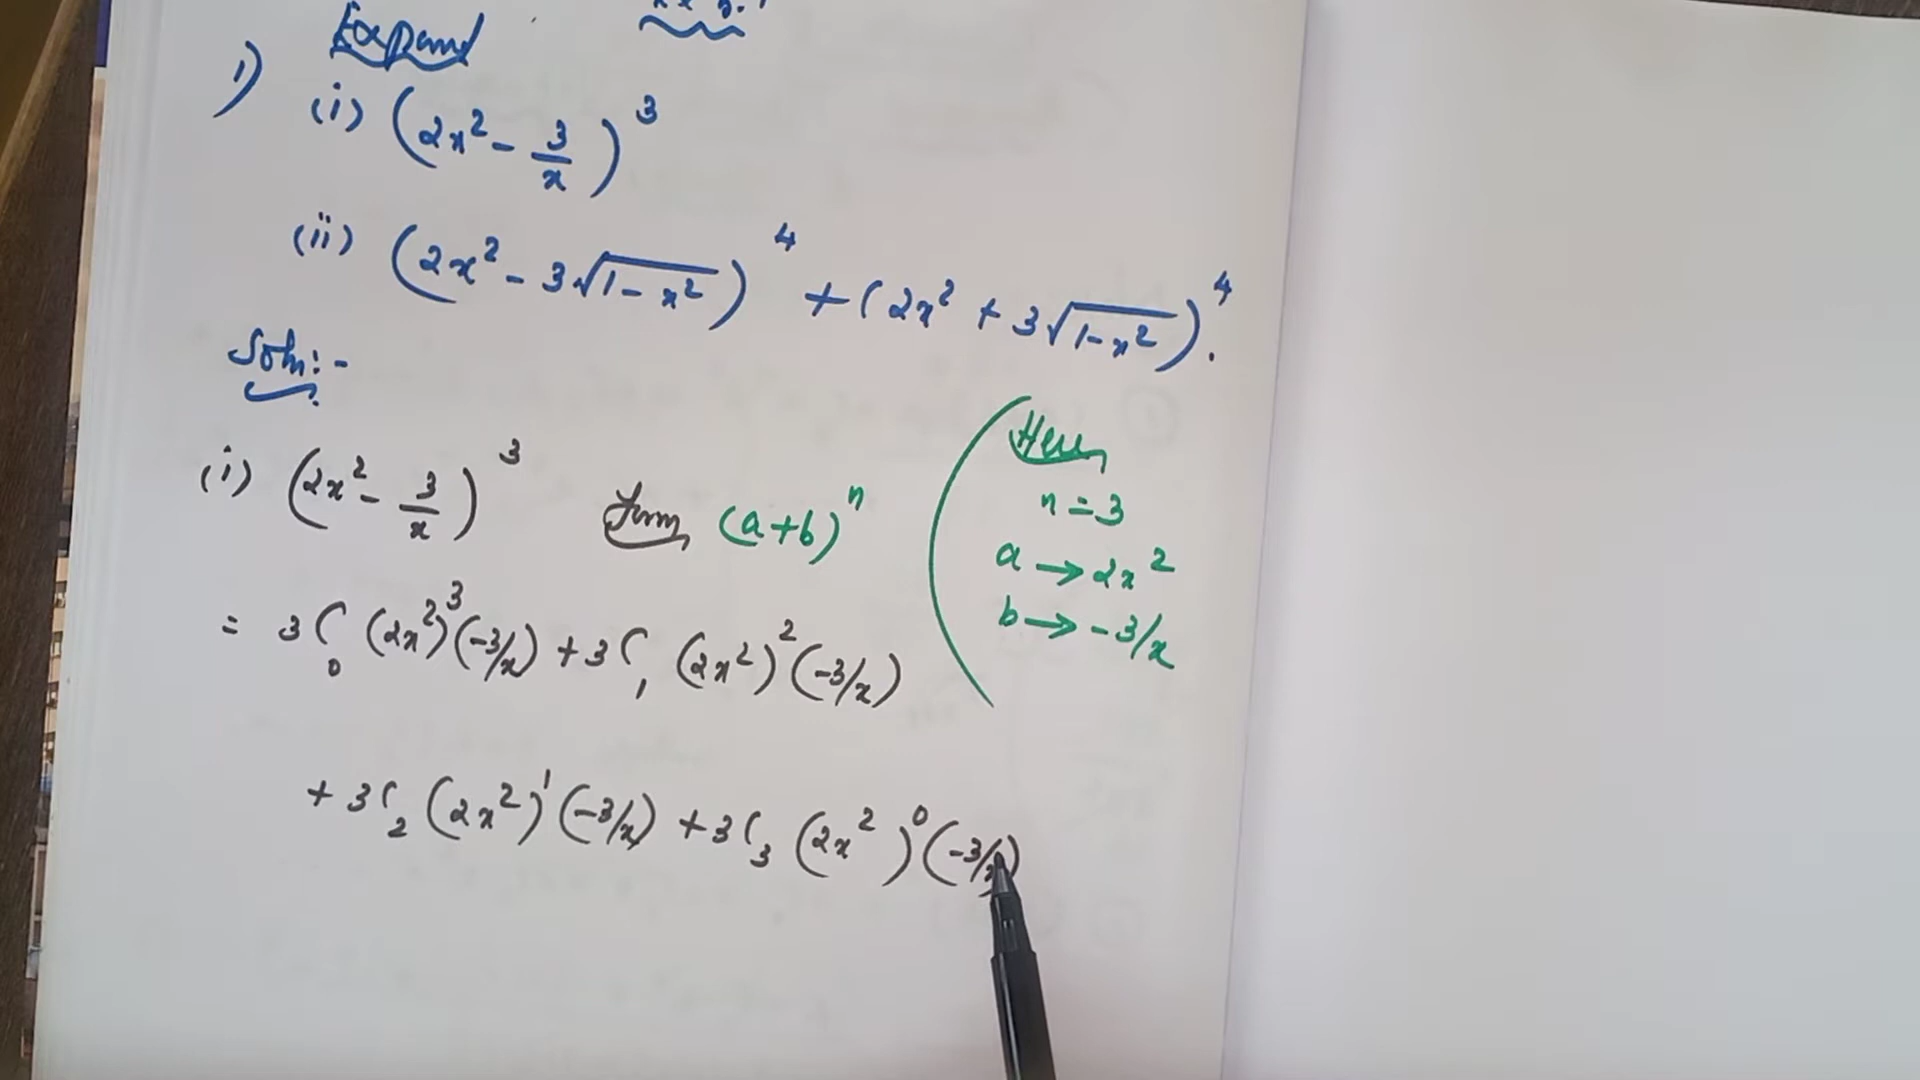 Expand
1) (i) (2x² - 3/x)³
(ii) (2x² - 3√(1-x²))⁴ + (2x² + 3√(1-x²))⁴.
Soln:-
(i) (2x² - 3/x)³ Form (a+b)ⁿ
= 3C₀ (2x²)³(-3/x) + 3C₁ (2x²)²(-3/x)
+ 3C₂ (2x²)¹(-3/x) + 3C₃ (2x²)⁰(-3/x)
Here
n = 3
a → 2x²
b → -3/x